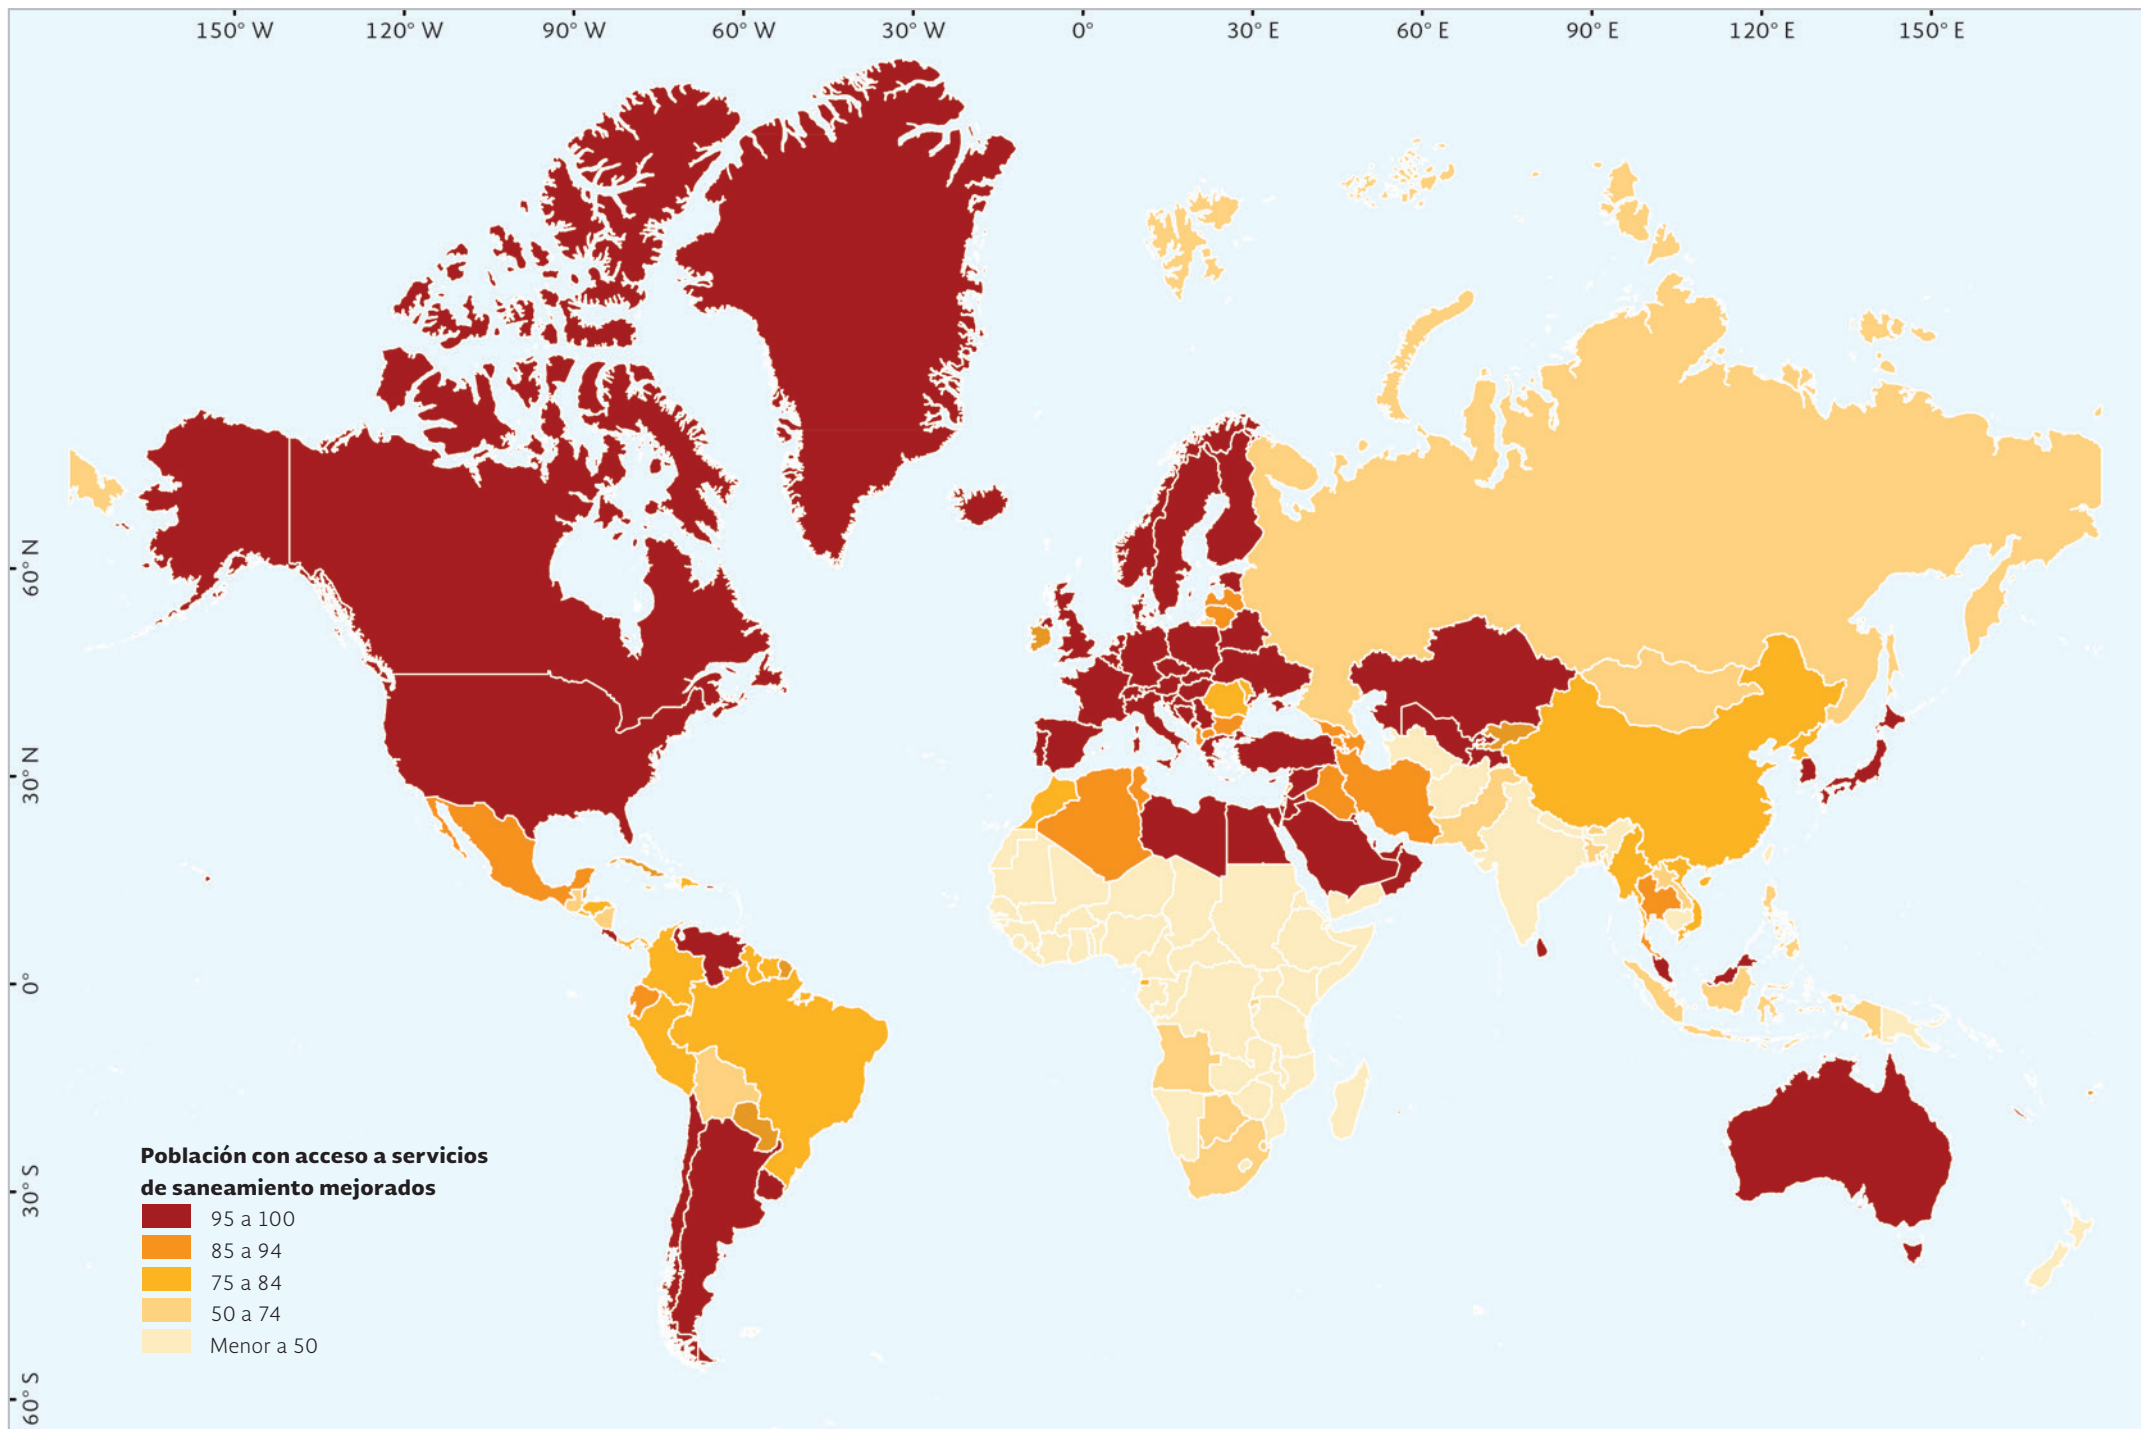 150° W
120° W
90° W
60° W
30° W
0°
30° E
60° E
90° E
120° E
150° E
60° N
30° N
0°
30° S
60° S
Población con acceso a servicios
de saneamiento mejorados
95 a 100
85 a 94
75 a 84
50 a 74
Menor a 50